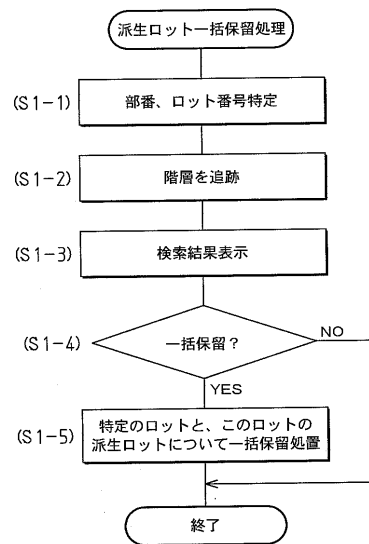 派生ロット一括保留処理
(S1-1)
部番、ロット番号特定
(S1-2)
階層を追跡
(S1-3)
検索結果表示
(S1-4)
一括保留?
NO
YES
(S1-5)
特定のロットと、このロットの
派生ロットについて一括保留処置
終了